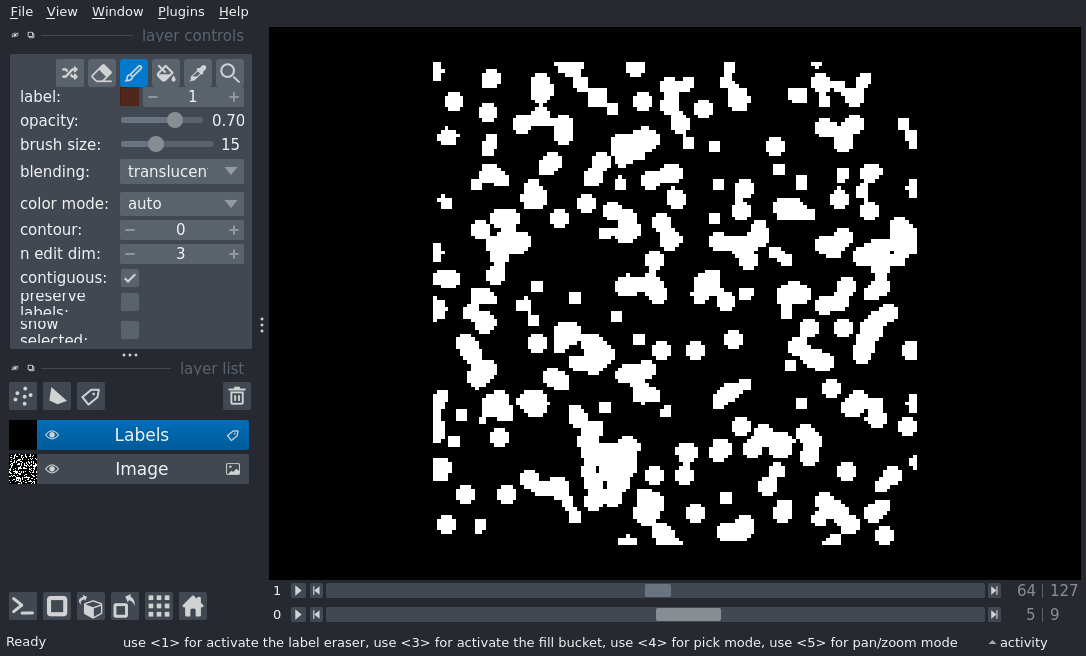 File View Window Plugins Help
layer controls
label: 1
opacity: 0.70
brush size: 15
blending: translucen
color mode: auto
contour: 0
n edit dim: 3
contiguous:
preserve
labels:
show
selected:
layer list
Labels
Image
1 64 | 127
0 5 | 9
Ready use <1> for activate the label eraser, use <3> for activate the fill bucket, use <4> for pick mode, use <5> for pan/zoom mode activity